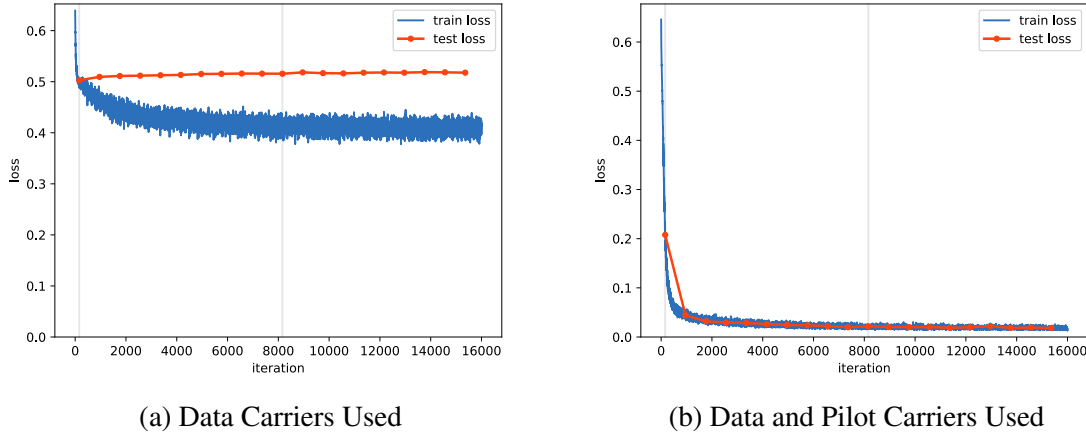 train loss
test loss
0.6
0.5
0.4
0.3
0.2
0.1
0.0
loss
0 2000 4000 6000 8000 10000 12000 14000 16000
iteration
(a) Data Carriers Used
train loss
test loss
0.6
0.5
0.4
0.3
0.2
0.1
0.0
loss
0 2000 4000 6000 8000 10000 12000 14000 16000
iteration
(b) Data and Pilot Carriers Used